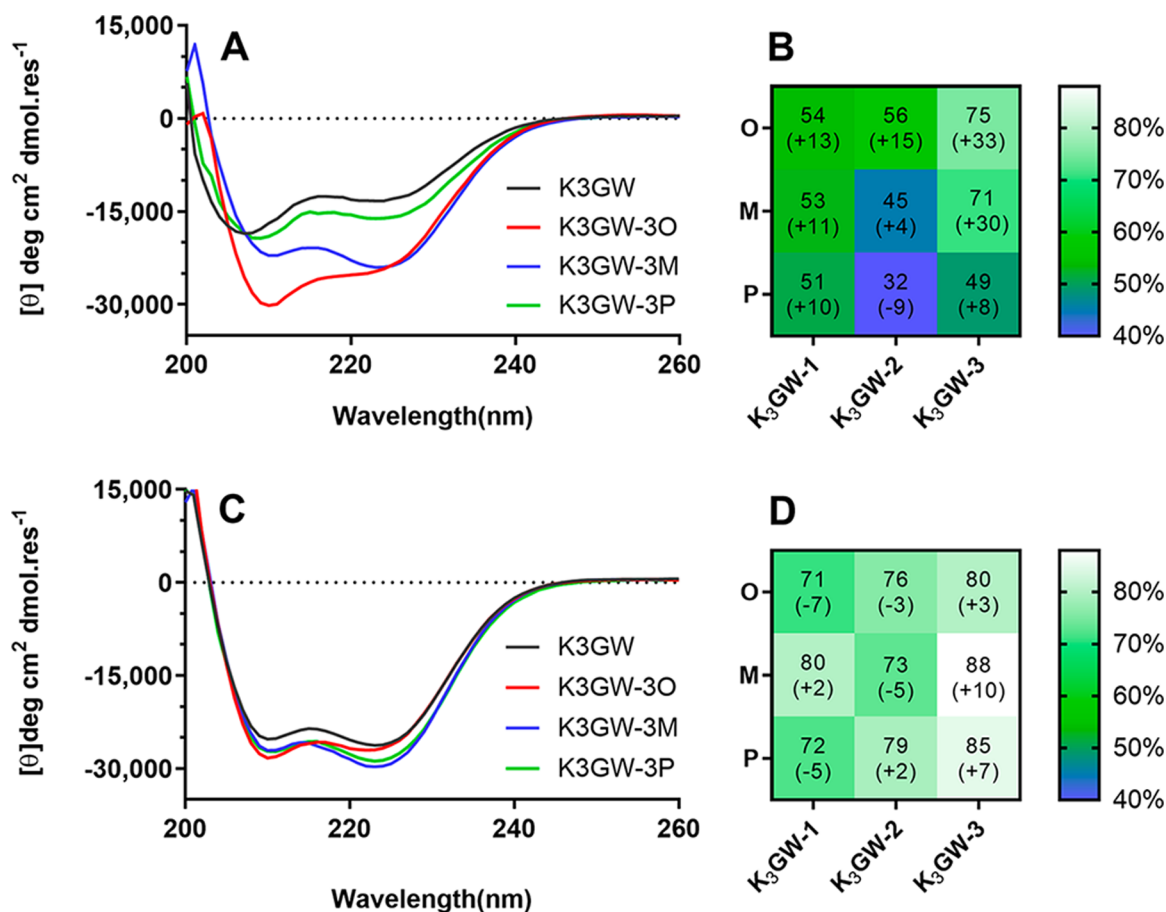 A
[θ] deg cm² dmol.res⁻¹
15,000
0
-15,000
-30,000
K3GW
K3GW-3O
K3GW-3M
K3GW-3P
200
220
240
260
Wavelength(nm)
B
O
M
P
54
(+13)
56
(+15)
75
(+33)
53
(+11)
45
(+4)
71
(+30)
51
(+10)
32
(-9)
49
(+8)
K₃GW-1
K₃GW-2
K₃GW-3
80%
70%
60%
50%
40%
C
[θ]deg cm² dmol.res⁻¹
15,000
0
-15,000
-30,000
K3GW
K3GW-3O
K3GW-3M
K3GW-3P
200
220
240
260
Wavelength(nm)
D
O
M
P
71
(-7)
76
(-3)
80
(+3)
80
(+2)
73
(-5)
88
(+10)
72
(-5)
79
(+2)
85
(+7)
K₃GW-1
K₃GW-2
K₃GW-3
80%
70%
60%
50%
40%